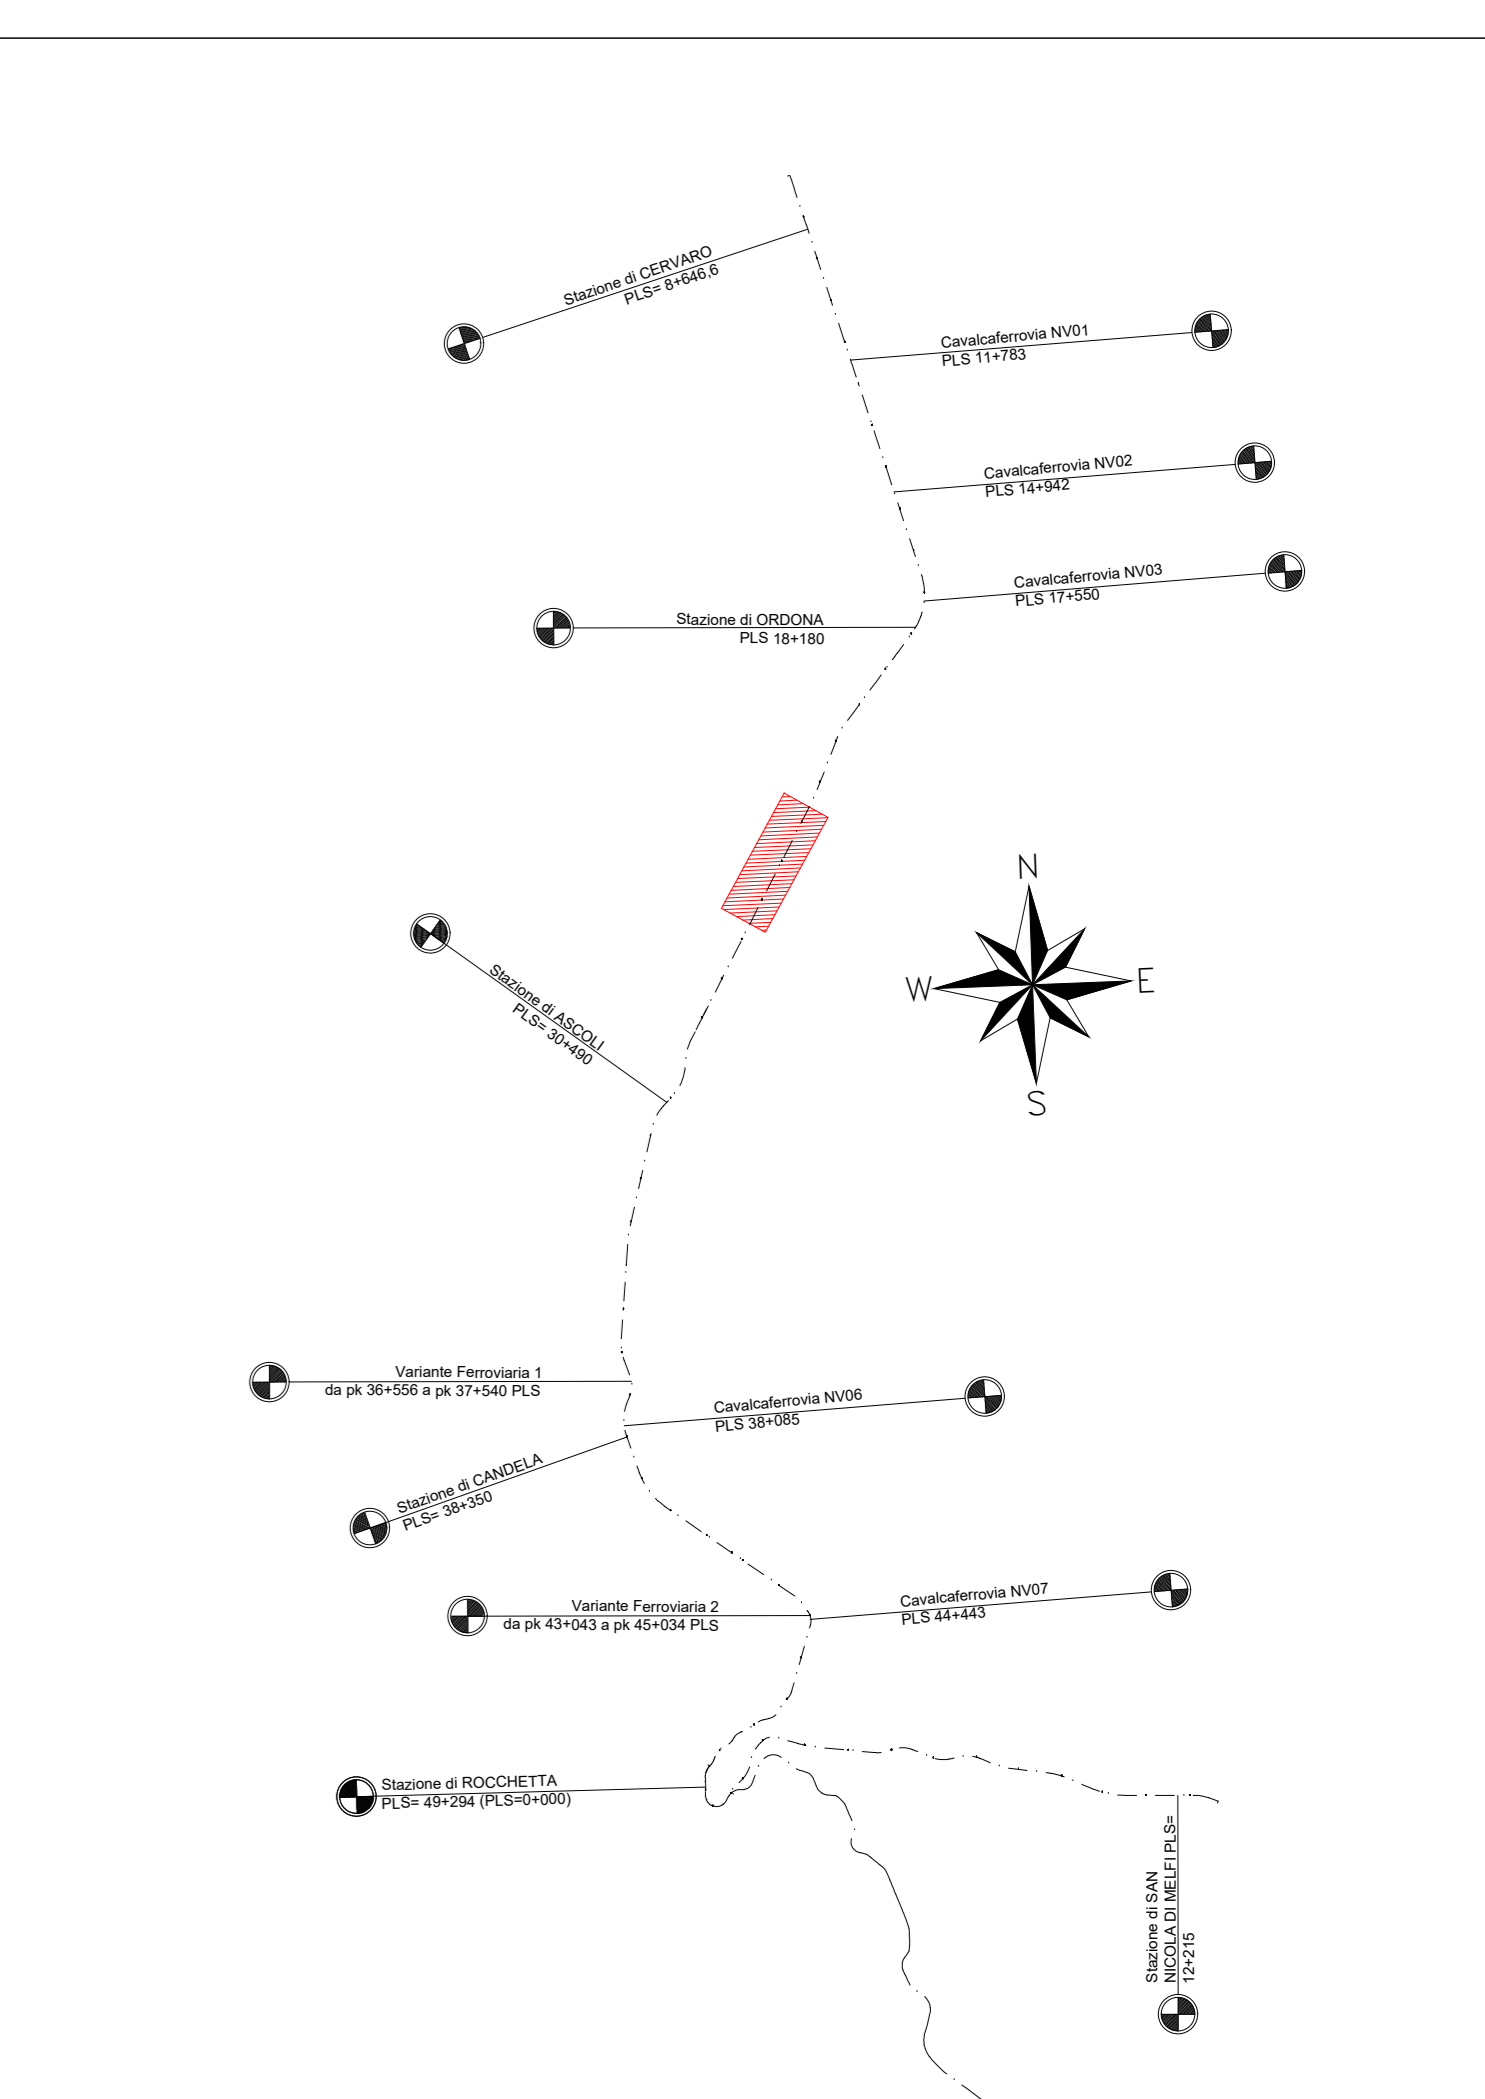 Stazione di CERVARO
PLS= 8+646,6
Cavalcaferrovia NV01
PLS 11+783
Cavalcaferrovia NV02
PLS 14+942
Cavalcaferrovia NV03
PLS 17+550
Stazione di ORDONA
PLS 18+180
N
W
E
S
Stazione di ASCOLI
PLS= 30+490
Variante Ferroviaria 1
da pk 36+556 a pk 37+540 PLS
Cavalcaferrovia NV06
PLS 38+085
Stazione di CANDELA
PLS= 38+350
Variante Ferroviaria 2
da pk 43+043 a pk 45+034 PLS
Cavalcaferrovia NV07
PLS 44+443
Stazione di ROCCHETTA
PLS= 49+294 (PLS=0+000)
Stazione di SAN
NICOLA DI MELFI PLS=
12+215